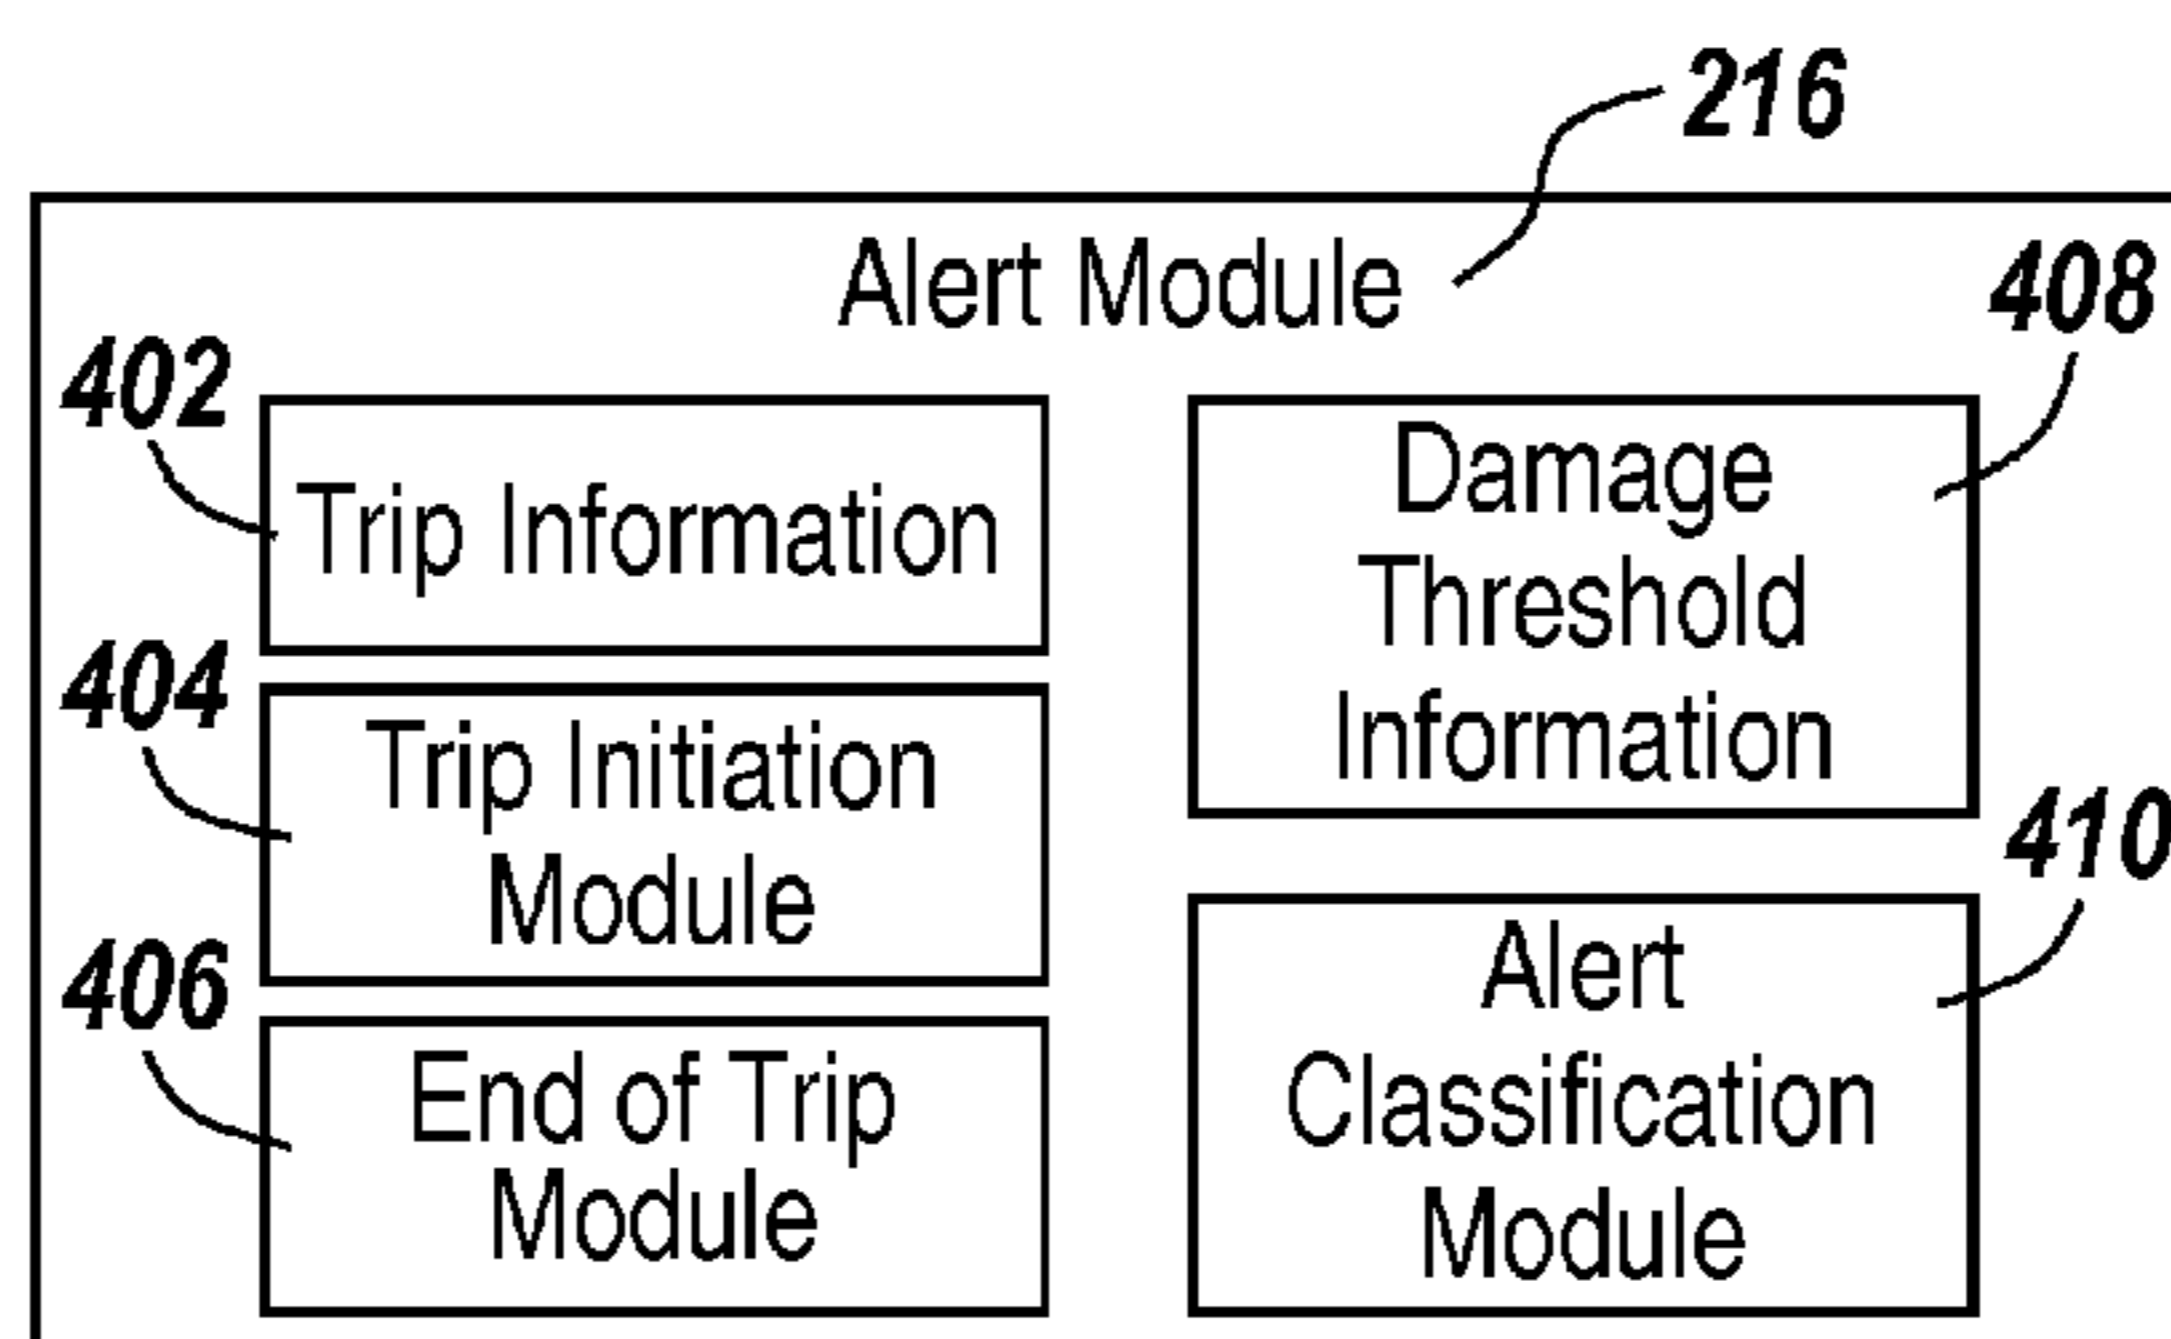 216
Alert Module
402
Trip Information
404
Trip Initiation
Module
406
End of Trip
Module
408
Damage
Threshold
Information
410
Alert
Classification
Module